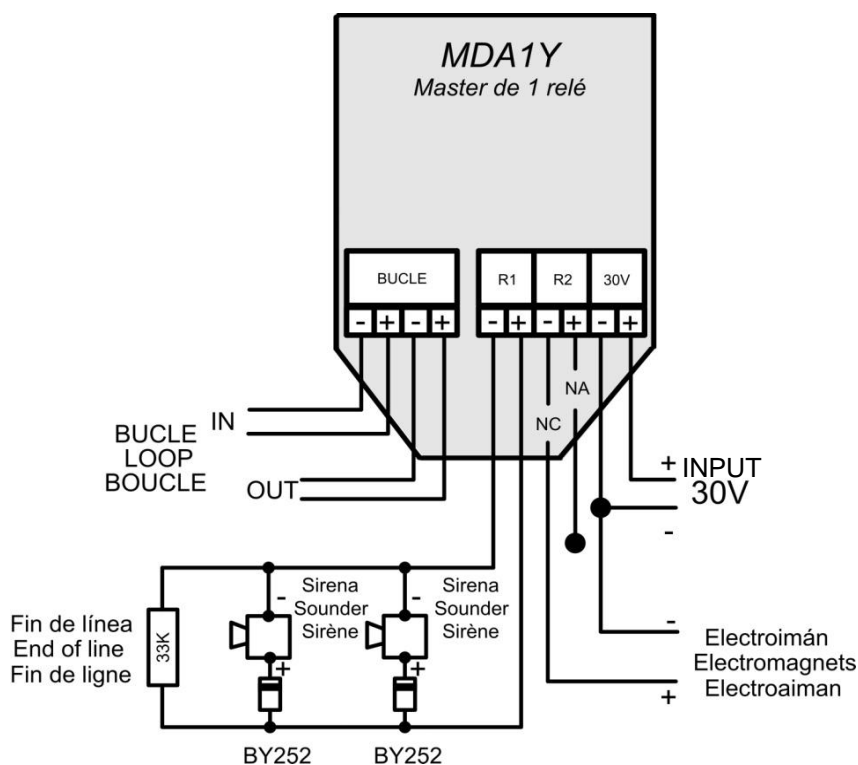 MDA1Y
Master de 1 relé
BUCLE
R1 R2 30V
- + - +
- + - + - +
NA
NC
IN
BUCLE
LOOP
BOUCLE
OUT
+ INPUT
30V
-
Fin de línea
End of line
Fin de ligne
33K
-
Sirena
Sounder
Sirène
+
BY252
-
Sirena
Sounder
Sirène
+
BY252
-
Electroimán
Electromagnets
+ Electroaiman